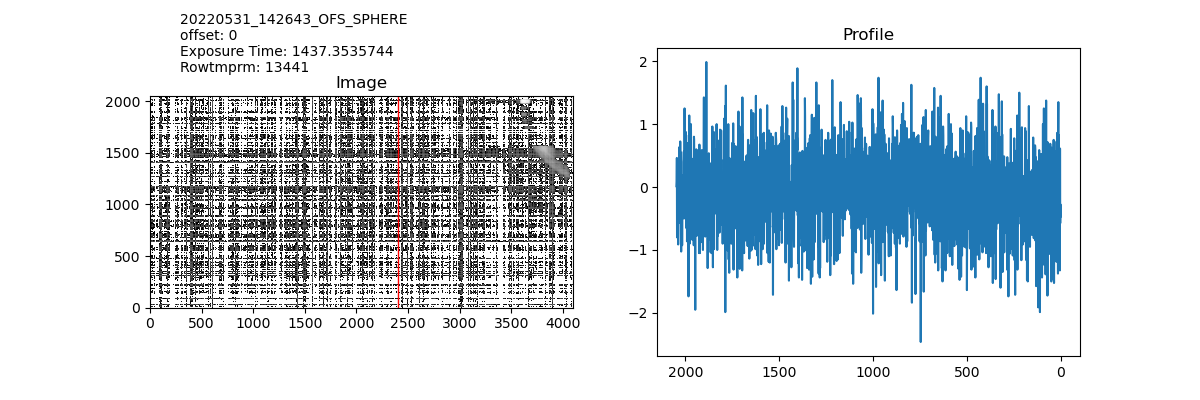 20220531_142643_OFS_SPHERE
offset: 0
Exposure Time: 1437.3535744
Rowtmprm: 13441
Image
2000
1500
1000
500
0
0 500 1000 1500 2000 2500 3000 3500 4000
Profile
2
1
0
−1
−2
2000 1500 1000 500 0